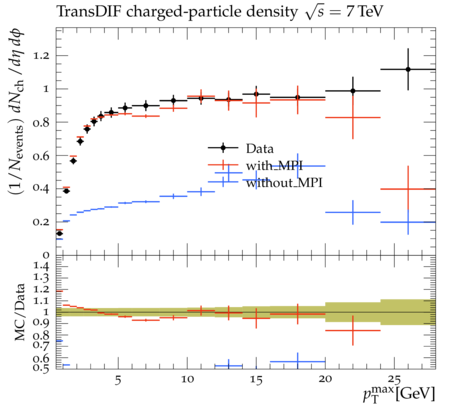 TransDIF charged-particle density √s = 7 TeV
(1/N_events) dN_ch/dη dϕ
1.2
1
0.8
0.6
0.4
0.2
0
Data
with_MPI
without_MPI
MC/Data
1.4
1.3
1.2
1.1
1
0.9
0.8
0.7
0.6
0.5
5 10 15 20 25
p_T^max [GeV]